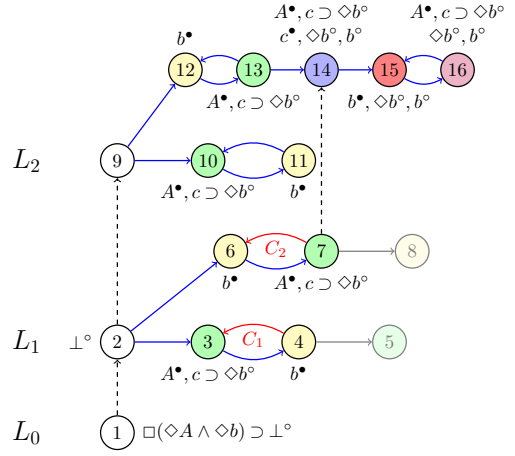 A•, c ⊃ ◇b°
c•, ◇b°, b°
A•, c ⊃ ◇b°
◇b°, b°
b•
12
13
14
15
16
A•, c ⊃ ◇b°
b•, ◇b°, b°
L₂
9
10
11
A•, c ⊃ ◇b°
b•
6
C₂
7
8
b•
A•, c ⊃ ◇b°
L₁
⊥°
2
3
C₁
4
5
A•, c ⊃ ◇b°
b•
L₀
1
□(◇A ∧ ◇b) ⊃ ⊥°